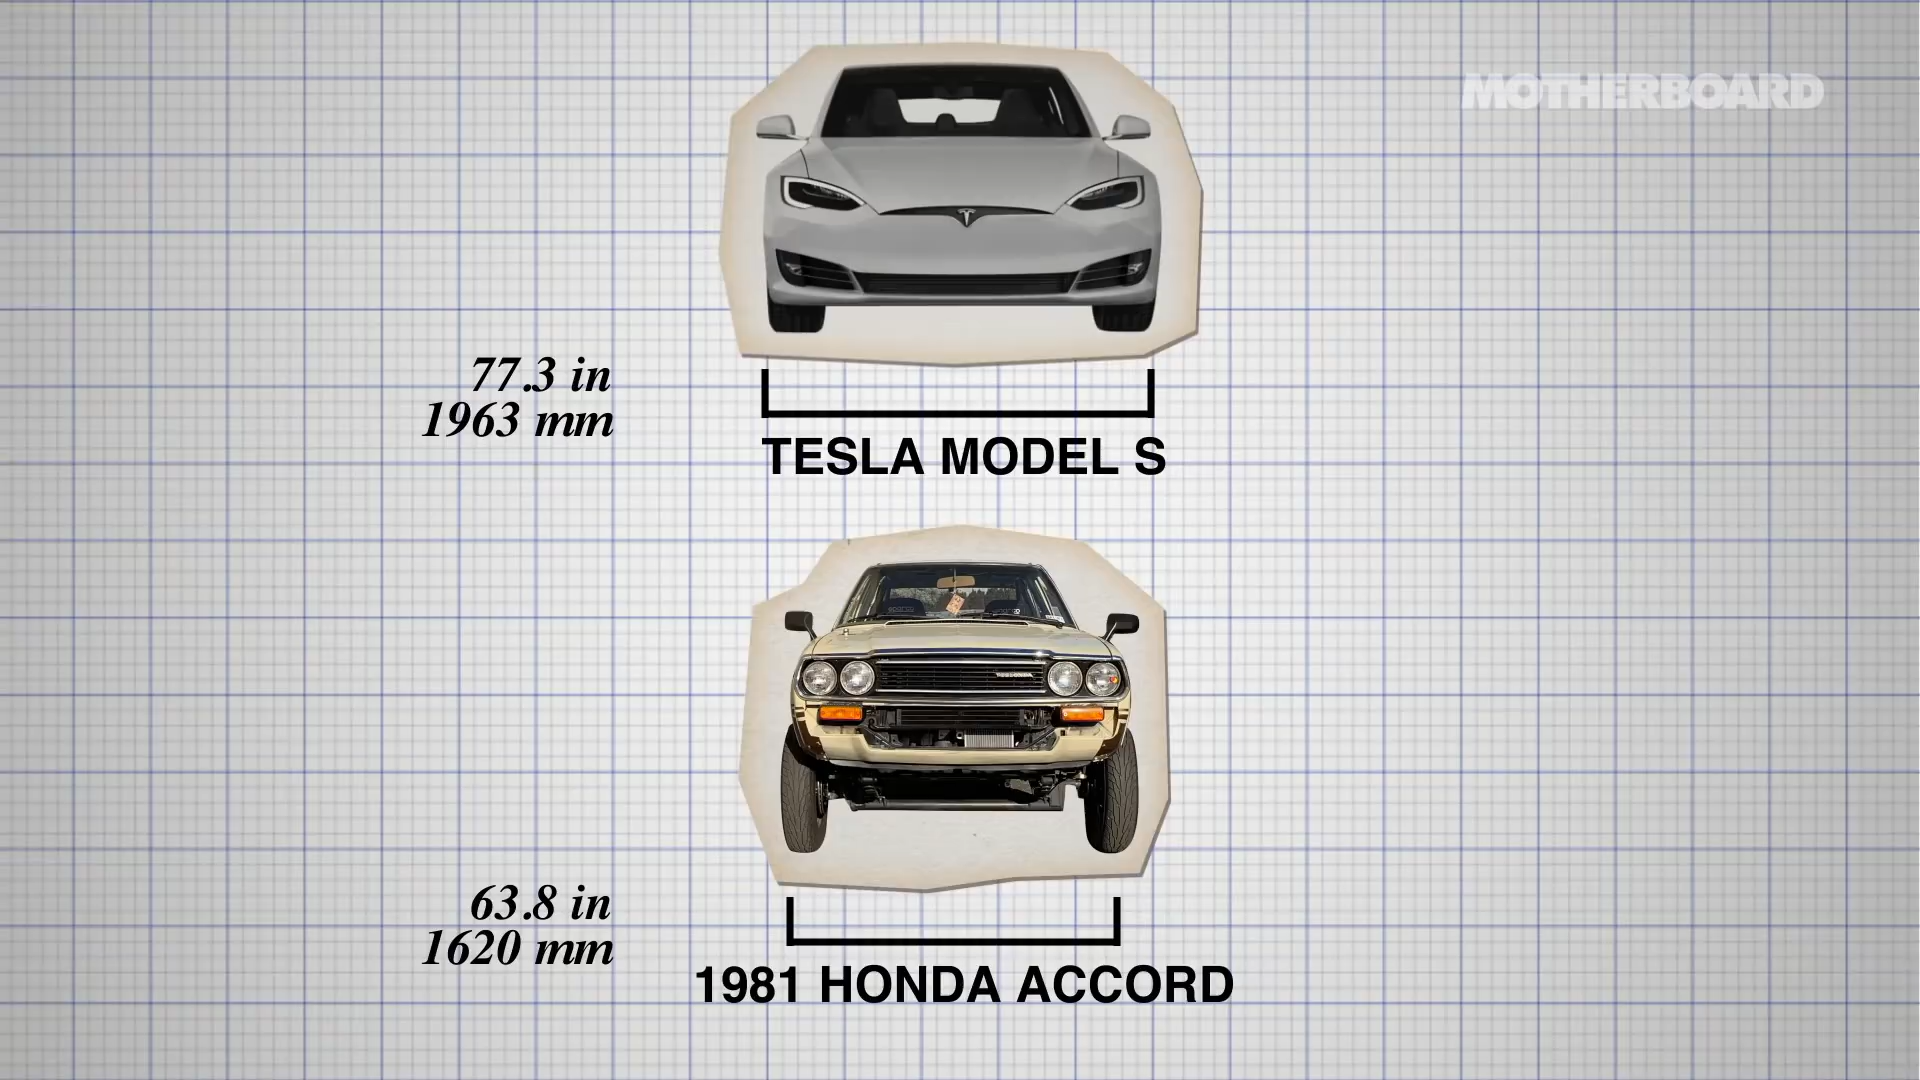 MOTHERBOARD
77.3 in
1963 mm
TESLA MODEL S
63.8 in
1620 mm
1981 HONDA ACCORD